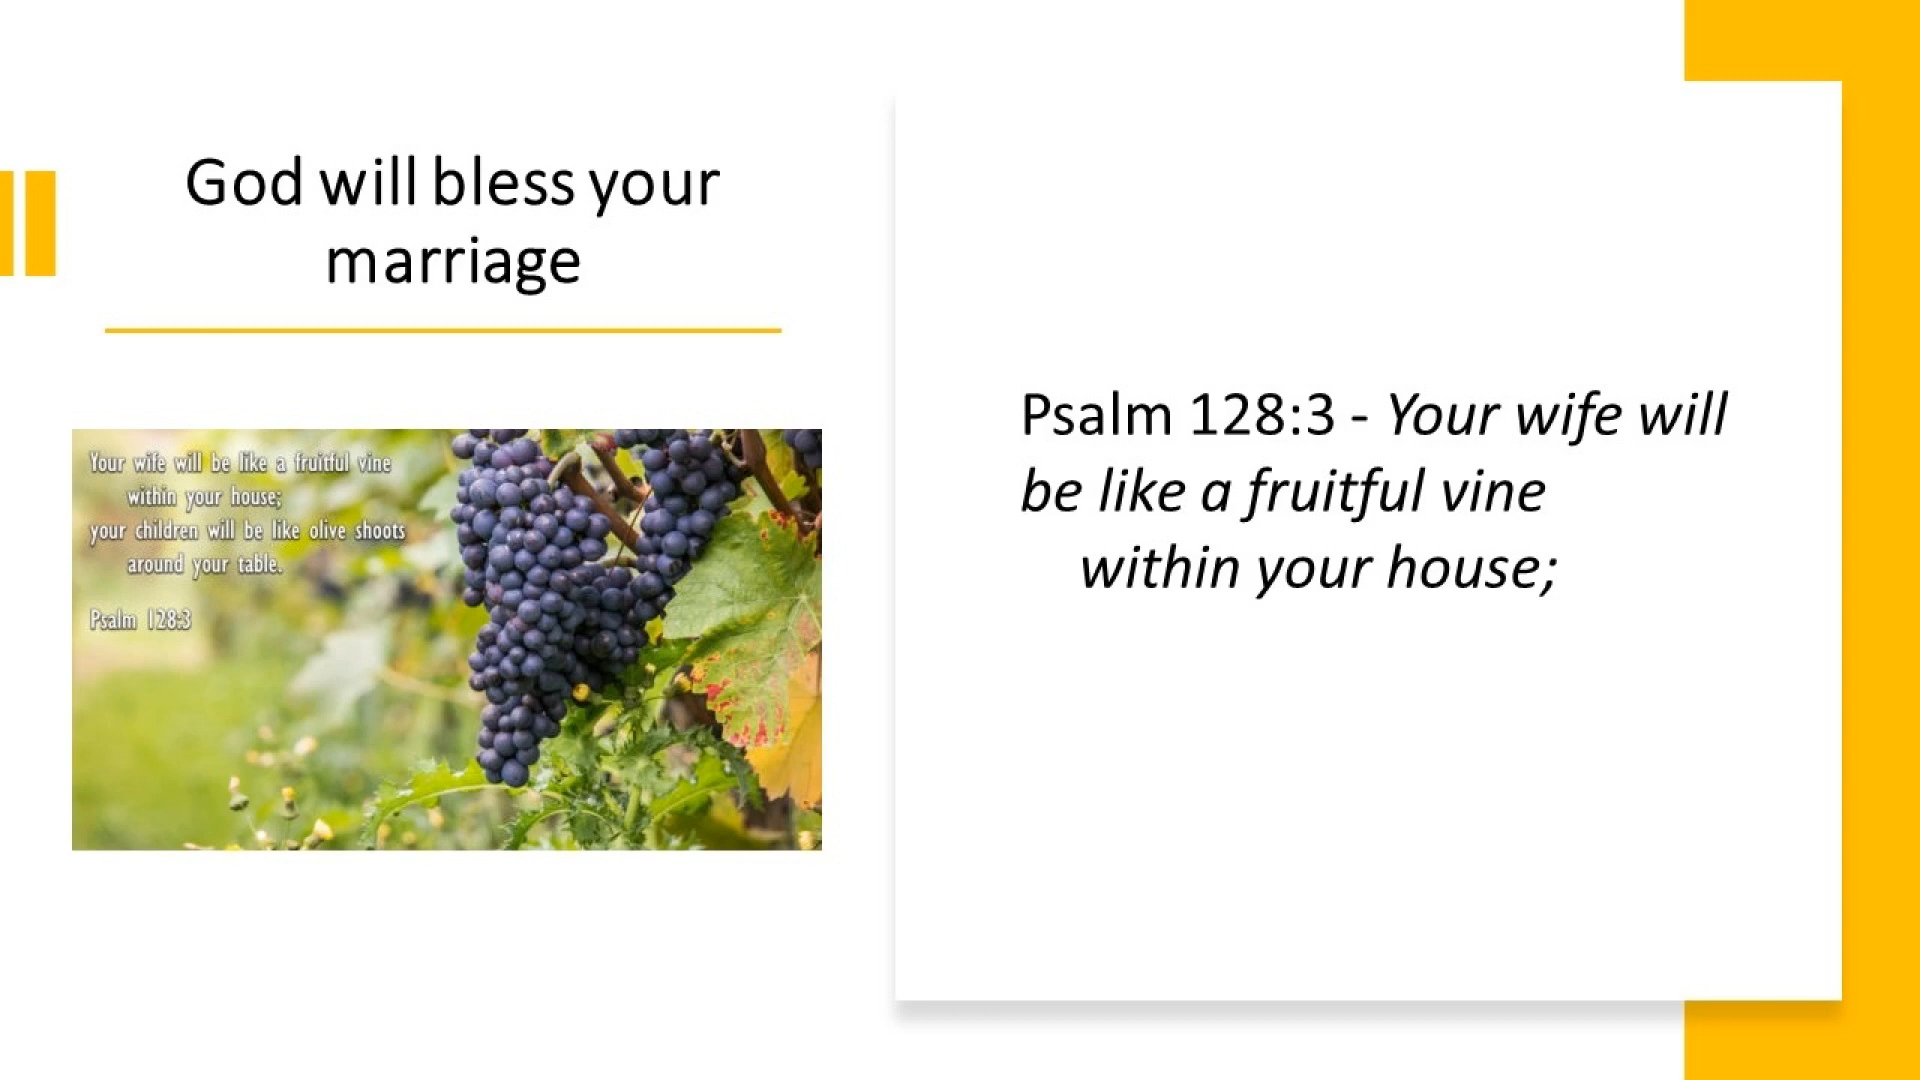 God will bless your
marriage
Your wife will be like a fruitful vine
within your house;
your children will be like olive shoots
around your table.
Psalm 128:3
Psalm 128:3 - Your wife will
be like a fruitful vine
within your house;